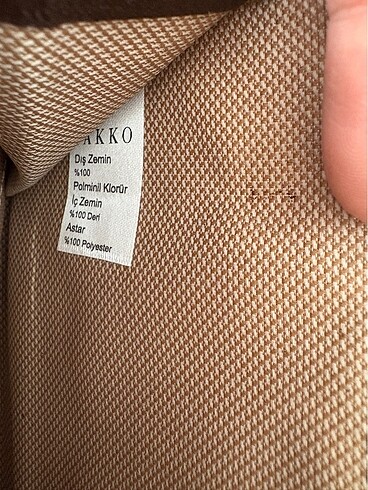 AKKO
Dış Zemin
%100
Polminil Klorür
İç Zemin
%100 Deri
Astar
%100 Polyester